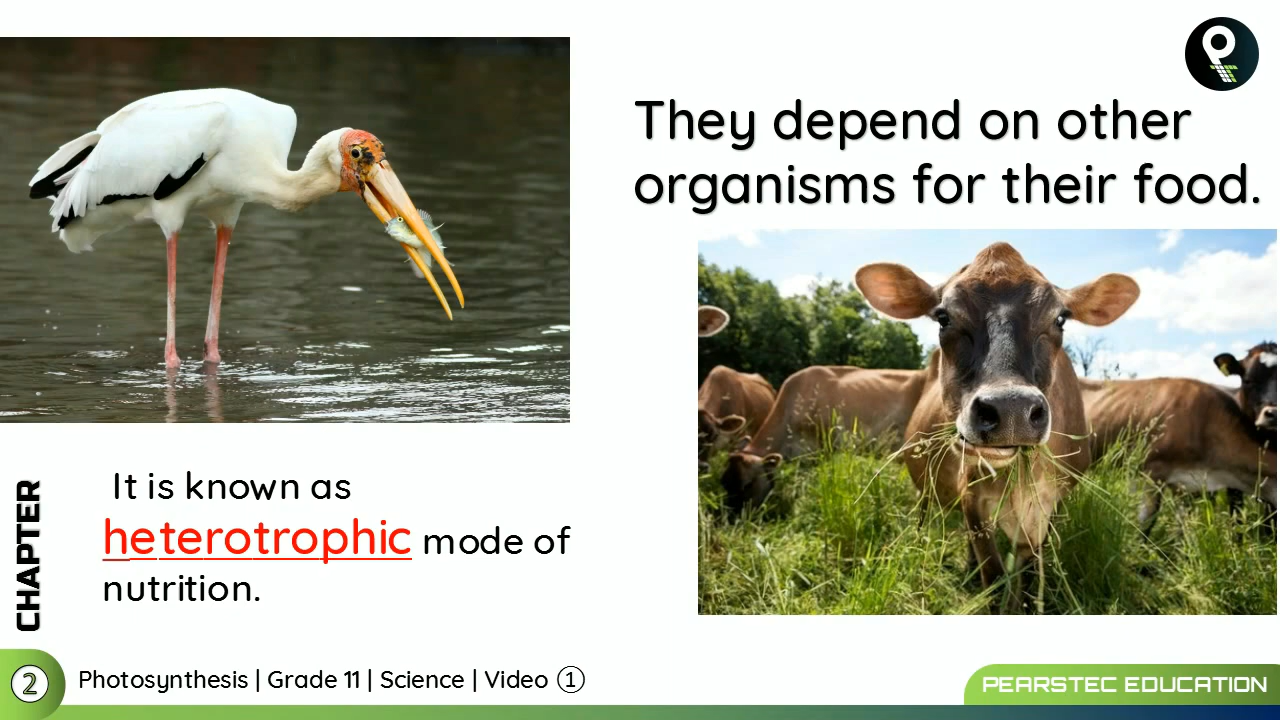 They depend on other
organisms for their food.
It is known as
heterotrophic mode of
nutrition.
CHAPTER
2
Photosynthesis | Grade 11 | Science | Video 1
PEARSTEC EDUCATION